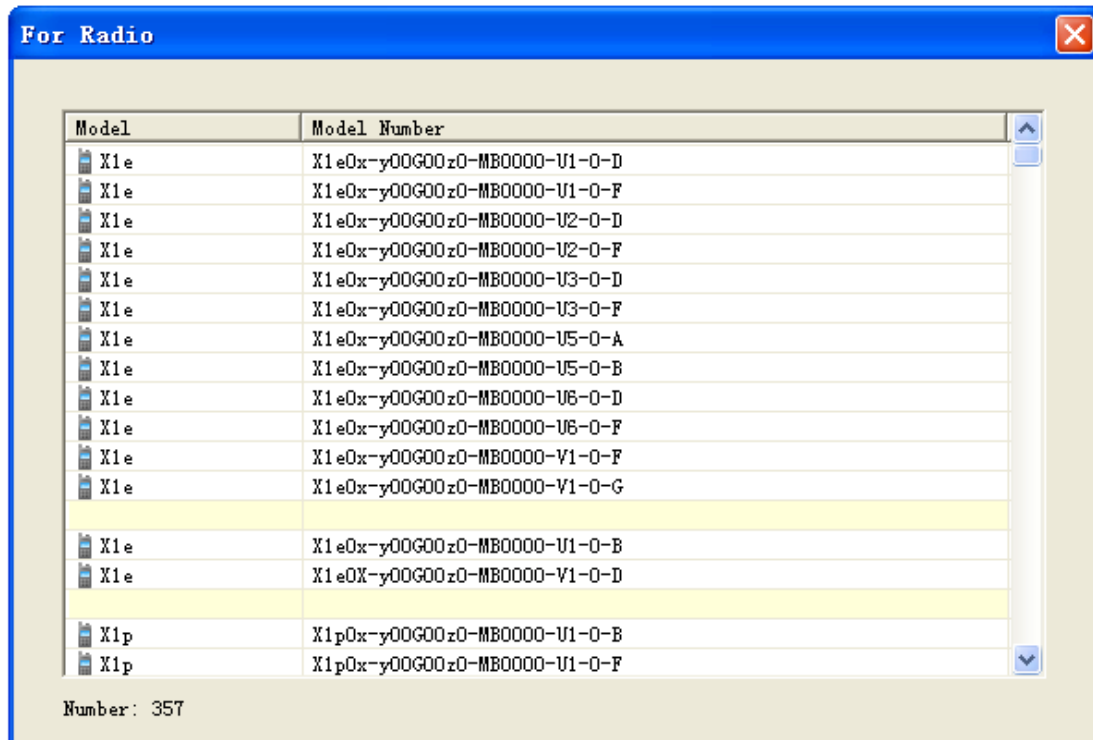 For Radio
Model Model Number
X1e X1e0x-y00G00z0-MB0000-U1-0-D
X1e X1e0x-y00G00z0-MB0000-U1-0-F
X1e X1e0x-y00G00z0-MB0000-U2-0-D
X1e X1e0x-y00G00z0-MB0000-U2-0-F
X1e X1e0x-y00G00z0-MB0000-U3-0-D
X1e X1e0x-y00G00z0-MB0000-U3-0-F
X1e X1e0x-y00G00z0-MB0000-U5-0-A
X1e X1e0x-y00G00z0-MB0000-U5-0-B
X1e X1e0x-y00G00z0-MB0000-U6-0-D
X1e X1e0x-y00G00z0-MB0000-U6-0-F
X1e X1e0x-y00G00z0-MB0000-V1-0-F
X1e X1e0x-y00G00z0-MB0000-V1-0-G
X1e X1e0x-y00G00z0-MB0000-U1-0-B
X1e X1e0X-y00G00z0-MB0000-V1-0-D
X1p X1p0x-y00G00z0-MB0000-U1-0-B
X1p X1p0x-y00G00z0-MB0000-U1-0-F
Number: 357